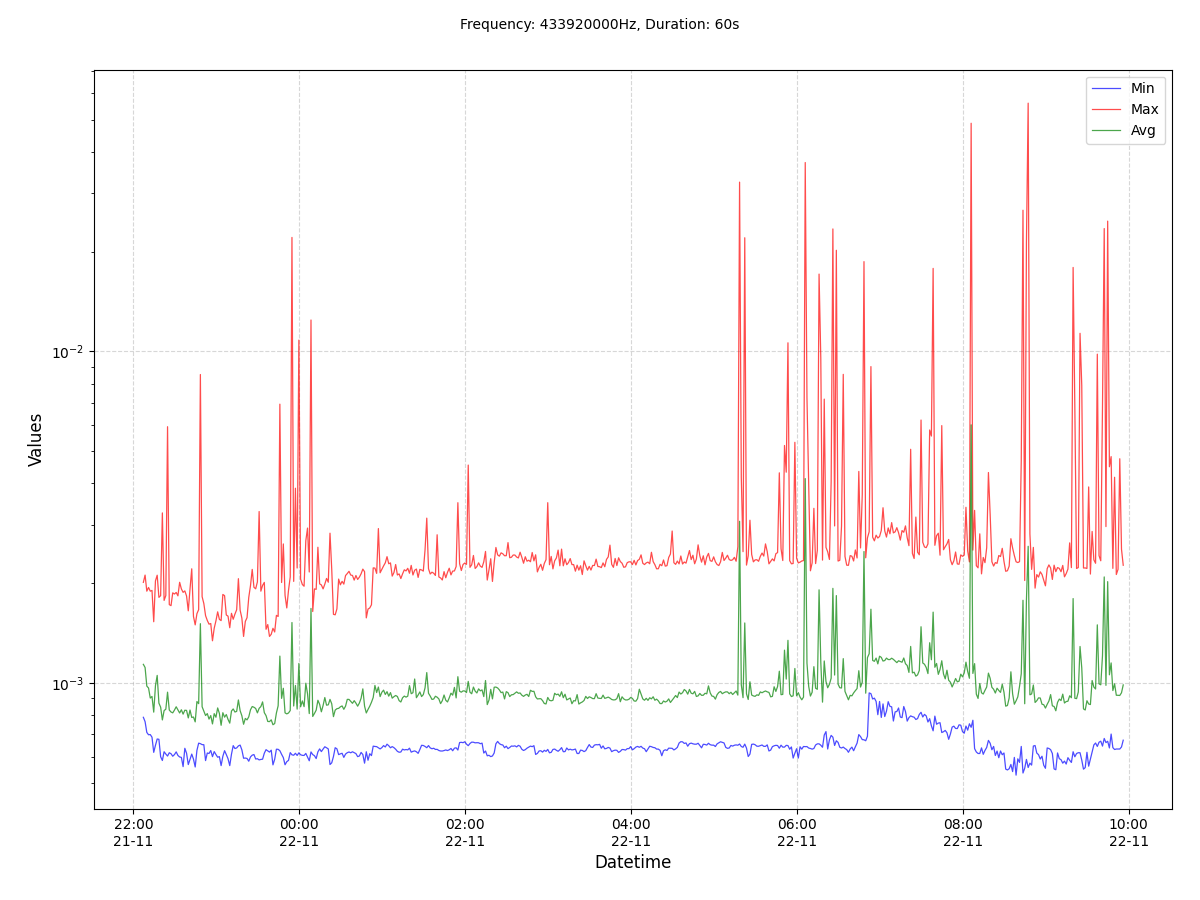 Frequency: 433920000Hz, Duration: 60s
Min
Max
Avg
Values
10⁻²
10⁻³
22:00 00:00 02:00 04:00 06:00 08:00 10:00
21-11 22-11 22-11 22-11 22-11 22-11 22-11
Datetime